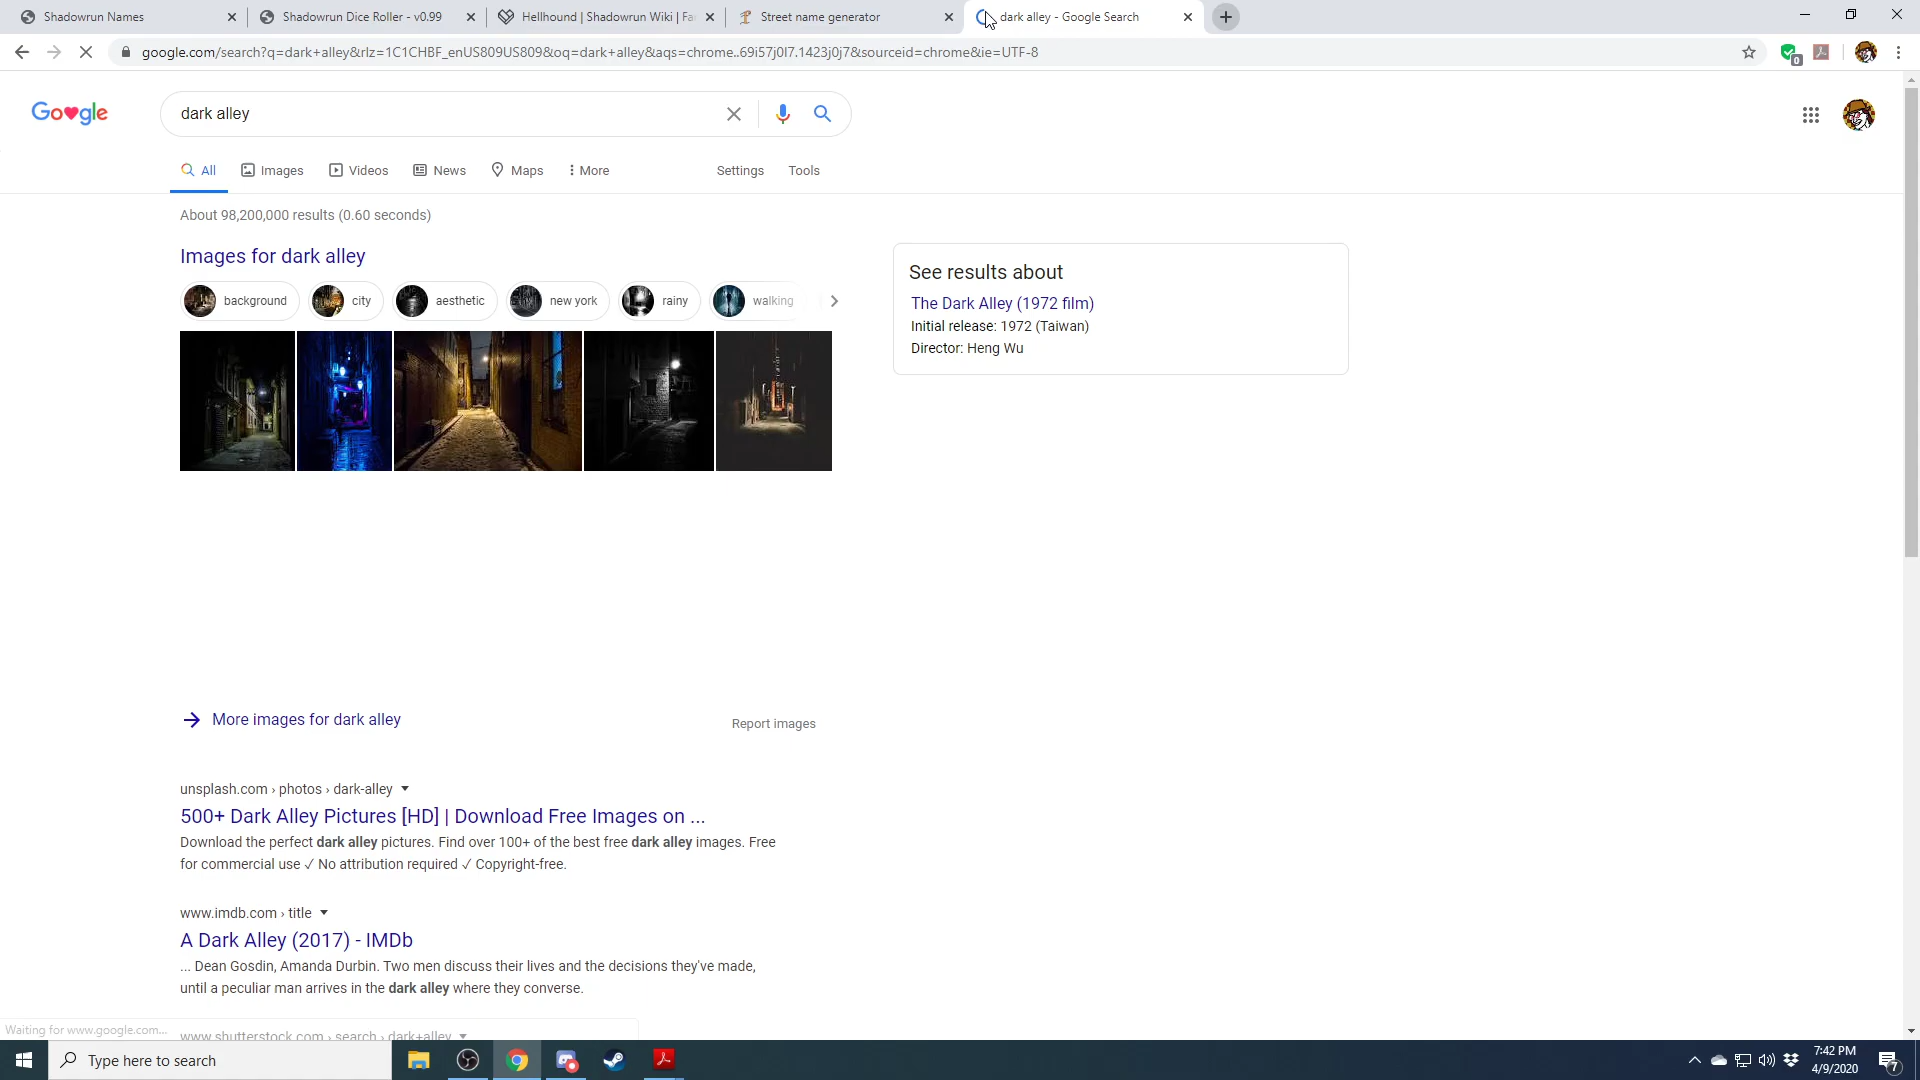 Shadowrun Names
Shadowrun Dice Roller - v0.99
Hellhound | Shadowrun Wiki | Fa
Street name generator
dark alley - Google Search
google.com/search?q=dark+alley&rlz=1C1CHBF_enUS809US809&oq=dark+alley&aqs=chrome..69i57j0l7.1423j0j7&sourceid=chrome&ie=UTF-8
0
Go♥gle
dark alley
All
Images
Videos
News
Maps
More
Settings
Tools
About 98,200,000 results (0.60 seconds)
Images for dark alley
background
city
aesthetic
new york
rainy
walking
See results about
The Dark Alley (1972 film)
Initial release: 1972 (Taiwan)
Director: Heng Wu
More images for dark alley
Report images
unsplash.com › photos › dark-alley
500+ Dark Alley Pictures [HD] | Download Free Images on ...
Download the perfect dark alley pictures. Find over 100+ of the best free dark alley images. Free
for commercial use ✓ No attribution required ✓ Copyright-free.
www.imdb.com › title
A Dark Alley (2017) - IMDb
... Dean Gosdin, Amanda Durbin. Two men discuss their lives and the decisions they've made,
until a peculiar man arrives in the dark alley where they converse.
Waiting for www.google.com...
www.shutterstock.com › search › dark+alley
Type here to search
7:42 PM
4/9/2020
7